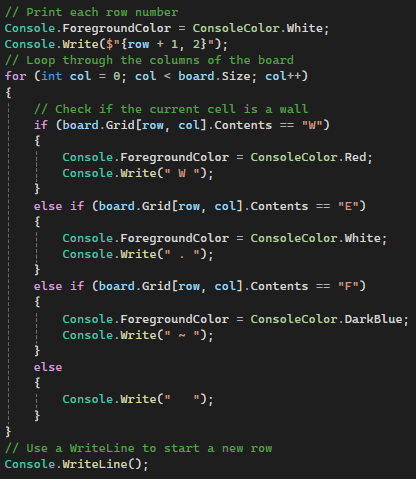 // Print each row number
Console.ForegroundColor = ConsoleColor.White;
Console.Write($"{row + 1, 2}");
// Loop through the columns of the board
for (int col = 0; col < board.Size; col++)
{
    // Check if the current cell is a wall
    if (board.Grid[row, col].Contents == "W")
    {
        Console.ForegroundColor = ConsoleColor.Red;
        Console.Write(" W ");
    }
    else if (board.Grid[row, col].Contents == "E")
    {
        Console.ForegroundColor = ConsoleColor.White;
        Console.Write(" . ");
    }
    else if (board.Grid[row, col].Contents == "F")
    {
        Console.ForegroundColor = ConsoleColor.DarkBlue;
        Console.Write(" ~ ");
    }
    else
    {
        Console.Write("   ");
    }
}
// Use a WriteLine to start a new row
Console.WriteLine();